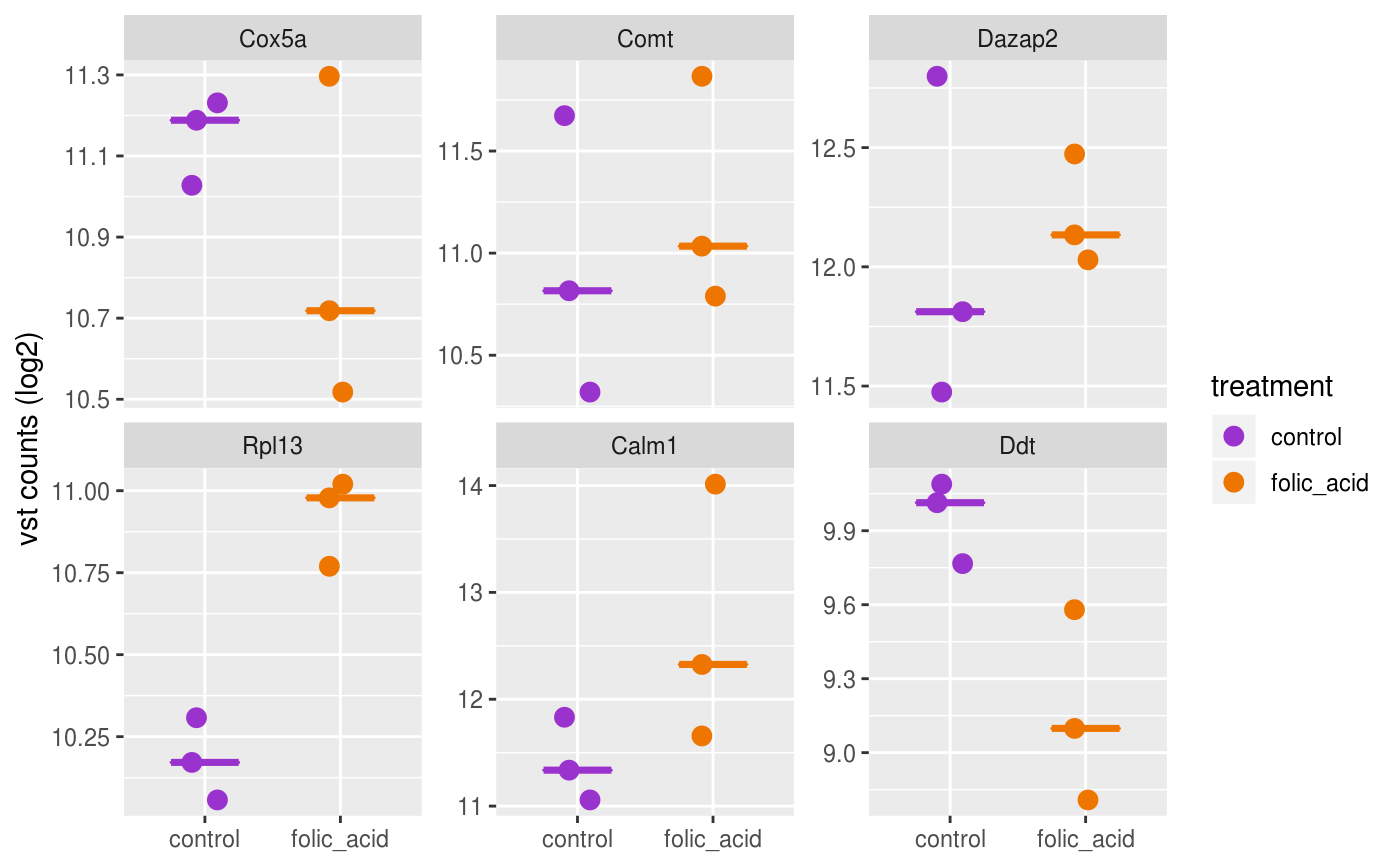 vst counts (log2)
Cox5a
11.3
11.1
10.9
10.7
10.5
Comt
11.5
11.0
10.5
Dazap2
12.5
12.0
11.5
Rpl13
11.00
10.75
10.50
10.25
control folic_acid
Calm1
14
13
12
11
control folic_acid
Ddt
9.9
9.6
9.3
9.0
control folic_acid
treatment
control
folic_acid